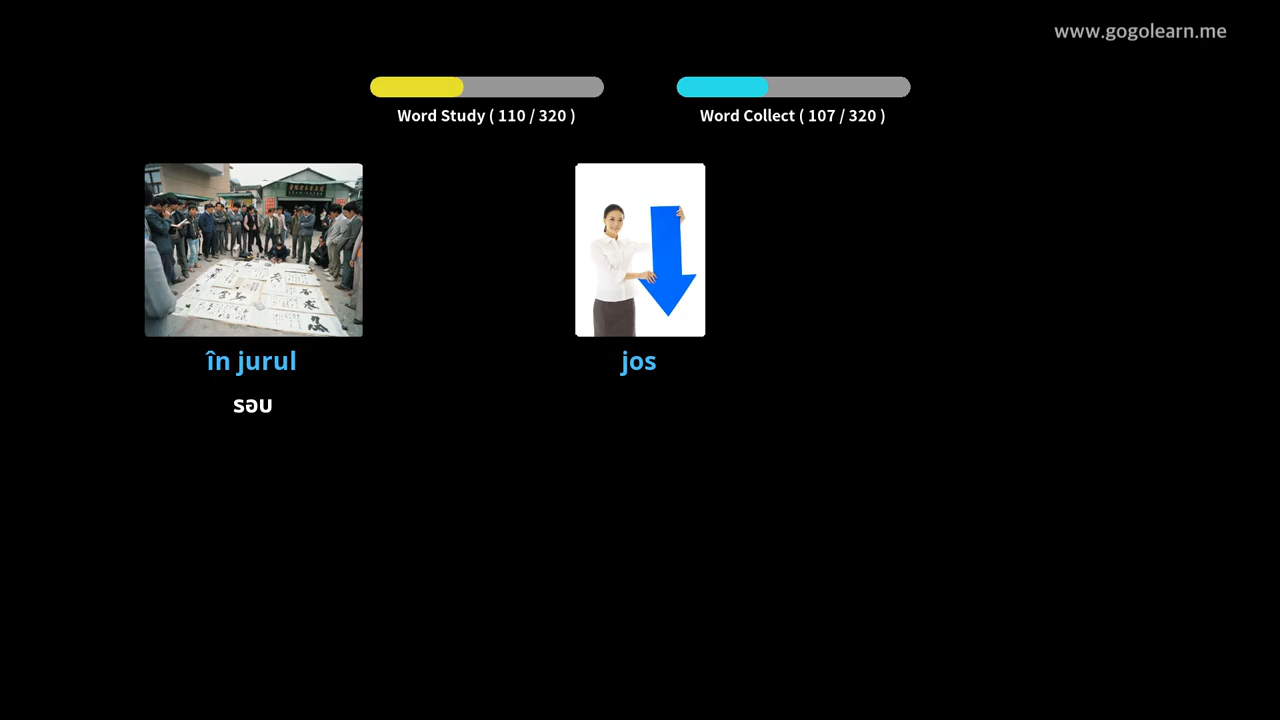 www.gogolearn.me
Word Study ( 110 / 320 )
Word Collect ( 107 / 320 )
în jurul
jos
รอบ